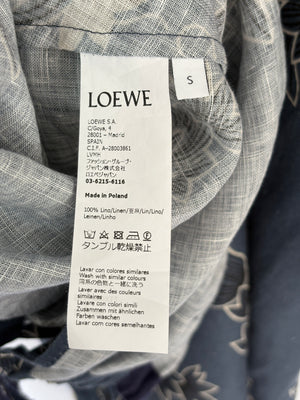 LOEWE
S
LOEWE S.A.
C/Goya, 4
28001 – Madrid
SPAIN
C.I.F. A-28003861
LVMH
ファッション・グループ・
ジャパン株式会社
ロエベジャパン
03-6215-6116
Made in Poland
100% Lino/Linen/亜麻/Lin/Lino/
Leinen/Linho
タンブル乾燥禁止
Lavar con colores similares
Wash with similar colours
同系の色物と一緒に洗う
Laver avec des couleurs
similaires
Lavare con colori simili
Zusammen mit ähnlichen
Farben waschen
Lavar com cores semelhantes